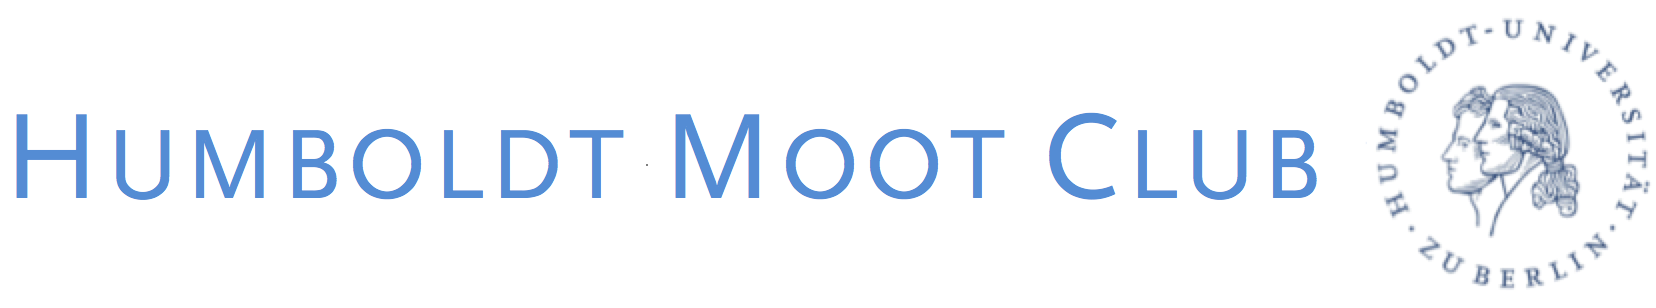 HUMBOLDT MOOT CLUB
HUMBOLDT-UNIVERSITÄT · ZU BERLIN ·